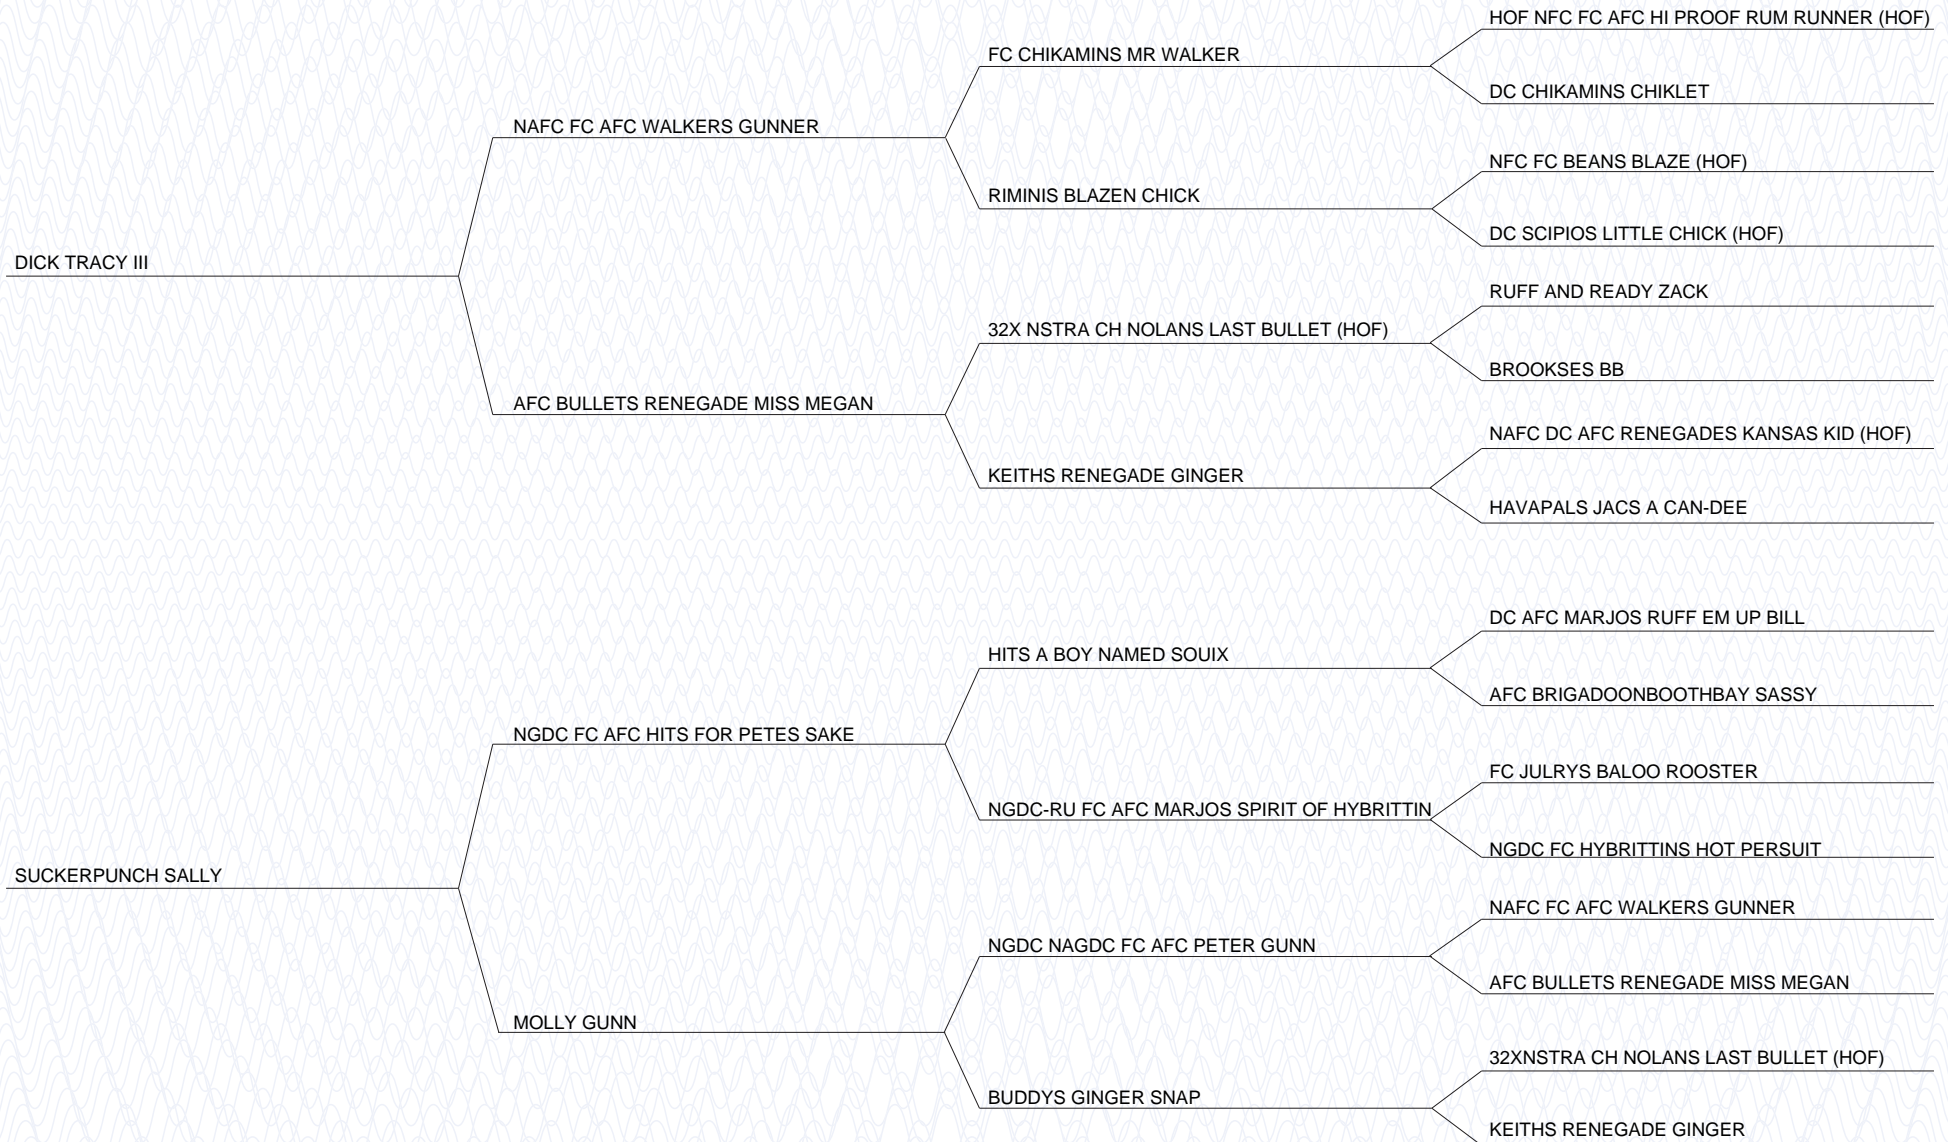 HOF NFC FC AFC HI PROOF RUM RUNNER (HOF)
FC CHIKAMINS MR WALKER
DC CHIKAMINS CHIKLET
NAFC FC AFC WALKERS GUNNER
NFC FC BEANS BLAZE (HOF)
RIMINIS BLAZEN CHICK
DC SCIPIOS LITTLE CHICK (HOF)
DICK TRACY III
RUFF AND READY ZACK
32X NSTRA CH NOLANS LAST BULLET (HOF)
BROOKSES BB
AFC BULLETS RENEGADE MISS MEGAN
NAFC DC AFC RENEGADES KANSAS KID (HOF)
KEITHS RENEGADE GINGER
HAVAPALS JACS A CAN-DEE
DC AFC MARJOS RUFF EM UP BILL
HITS A BOY NAMED SOUIX
AFC BRIGADOONBOOTHBAY SASSY
NGDC FC AFC HITS FOR PETES SAKE
FC JULRYS BALOO ROOSTER
NGDC-RU FC AFC MARJOS SPIRIT OF HYBRITTIN
NGDC FC HYBRITTINS HOT PERSUIT
SUCKERPUNCH SALLY
NAFC FC AFC WALKERS GUNNER
NGDC NAGDC FC AFC PETER GUNN
AFC BULLETS RENEGADE MISS MEGAN
MOLLY GUNN
32XNSTRA CH NOLANS LAST BULLET (HOF)
BUDDYS GINGER SNAP
KEITHS RENEGADE GINGER